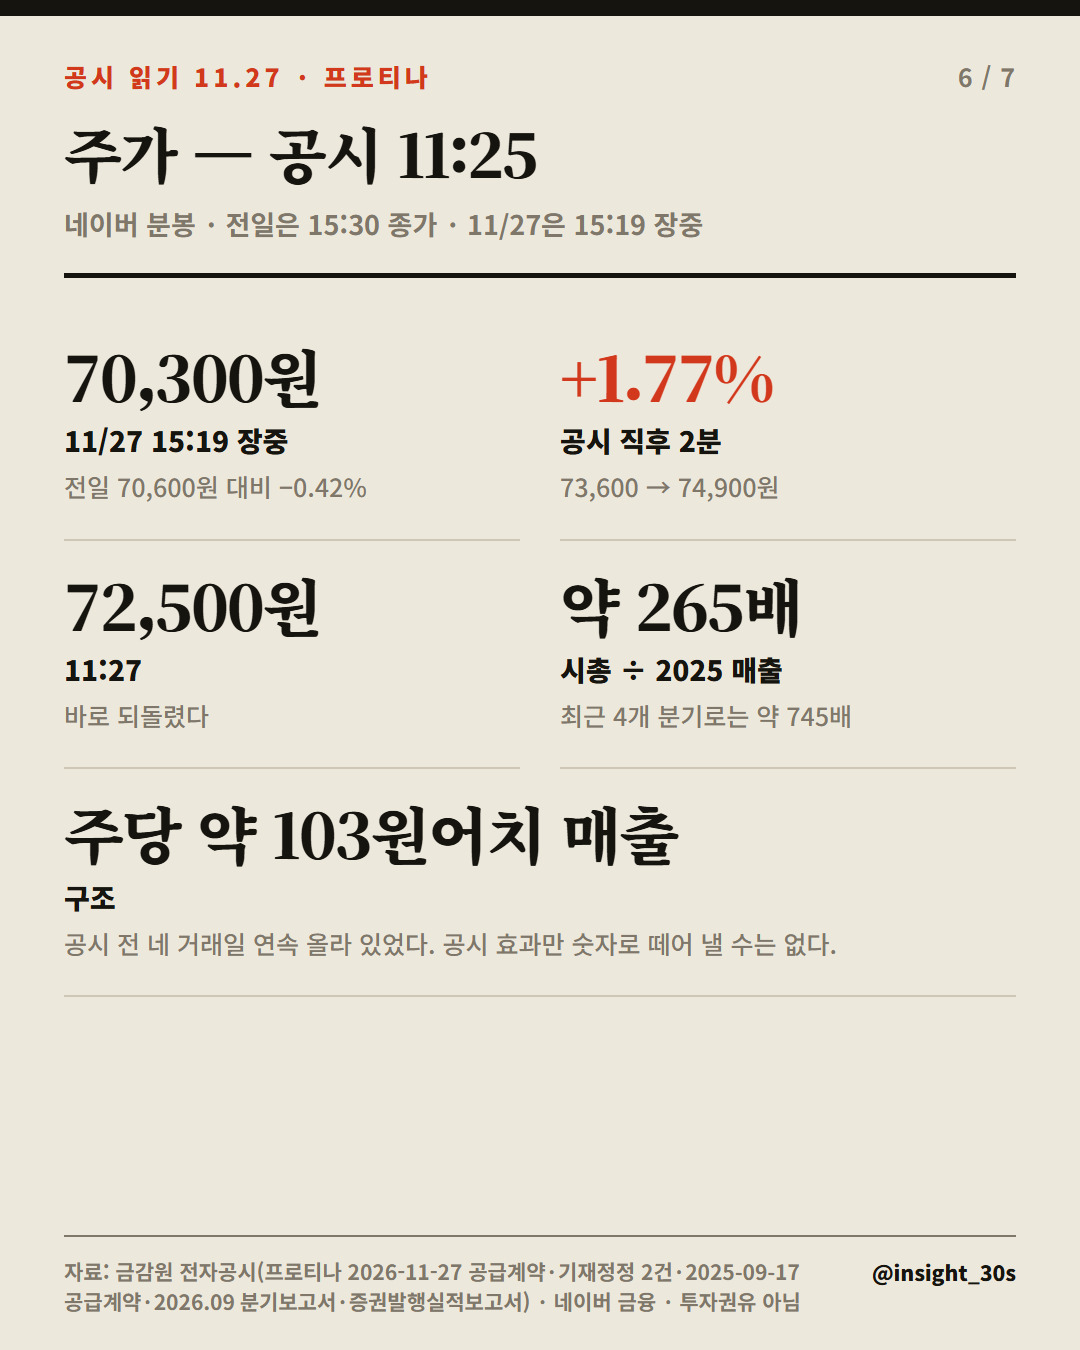 공시 읽기 11.27 · 프로티나
6 / 7
주가 — 공시 11:25
네이버 분봉 · 전일은 15:30 종가 · 11/27은 15:19 장중
70,300원
11/27 15:19 장중
전일 70,600원 대비 −0.42%
+1.77%
공시 직후 2분
73,600 → 74,900원
72,500원
11:27
바로 되돌렸다
약 265배
시총 ÷ 2025 매출
최근 4개 분기로는 약 745배
주당 약 103원어치 매출
구조
공시 전 네 거래일 연속 올라 있었다. 공시 효과만 숫자로 떼어 낼 수는 없다.
자료: 금감원 전자공시(프로티나 2026-11-27 공급계약·기재정정 2건·2025-09-17
공급계약·2026.09 분기보고서·증권발행실적보고서) · 네이버 금융 · 투자권유 아님
@insight_30s